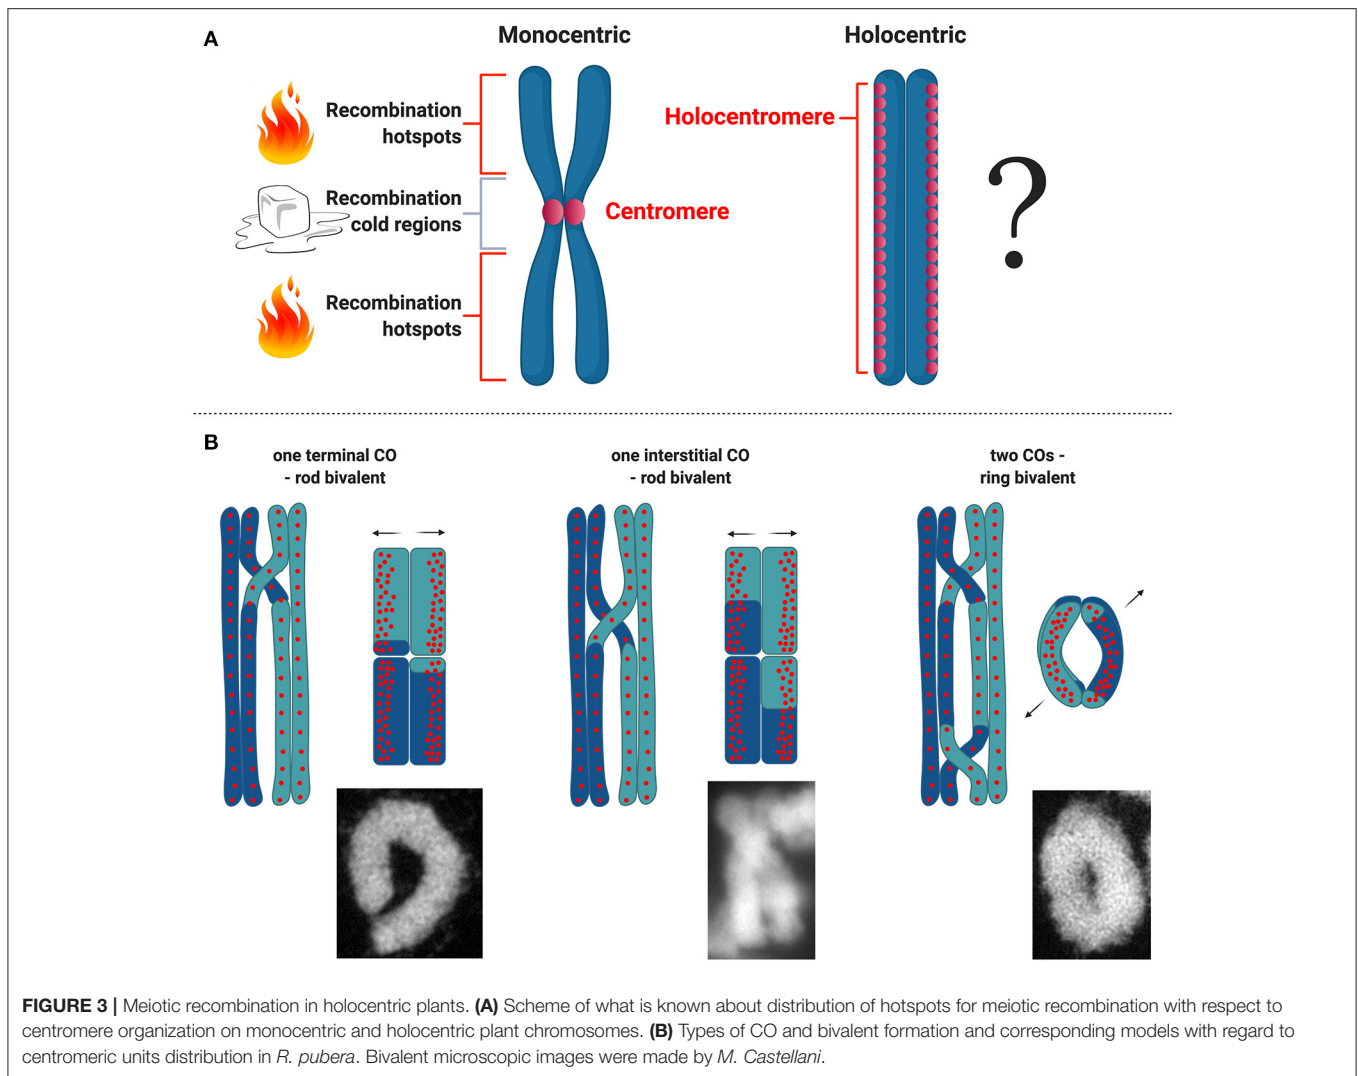 A
Monocentric
Holocentric
Recombination
hotspots
Holocentromere
Recombination
cold regions
Centromere
?
Recombination
hotspots
B
one terminal CO
- rod bivalent
one interstitial CO
- rod bivalent
two COs -
ring bivalent
FIGURE 3 | Meiotic recombination in holocentric plants. (A) Scheme of what is known about distribution of hotspots for meiotic recombination with respect to
centromere organization on monocentric and holocentric plant chromosomes. (B) Types of CO and bivalent formation and corresponding models with regard to
centromeric units distribution in R. pubera. Bivalent microscopic images were made by M. Castellani.